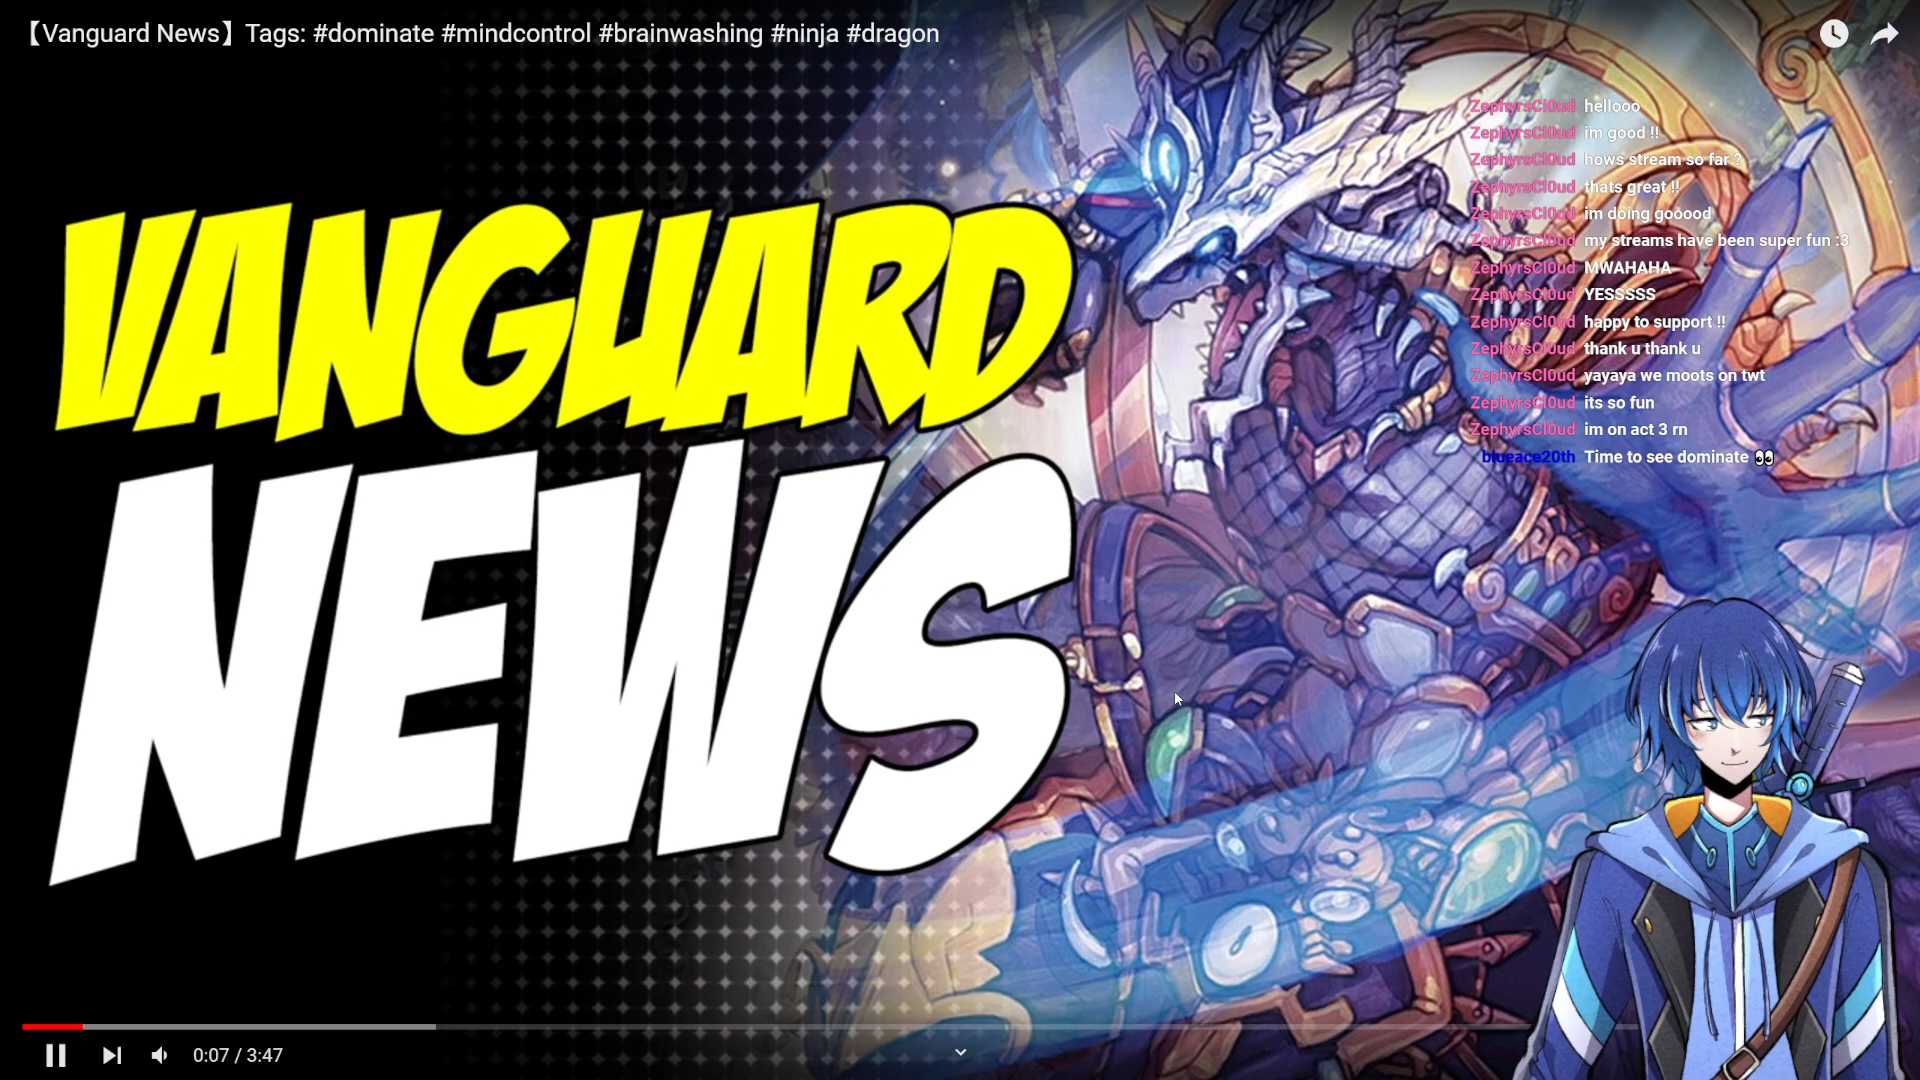 【Vanguard News】Tags: #dominate #mindcontrol #brainwashing #ninja #dragon
VANGUARD
NEWS
ZephyrsCl0ud hellooo
ZephyrsCl0ud im good !!
ZephyrsCl0ud hows stream so far ?
ZephyrsCl0ud thats great !!
ZephyrsCl0ud im doing gooood
ZephyrsCl0ud my streams have been super fun :3
ZephyrsCl0ud MWAHAHA
ZephyrsCl0ud YESSSSS
ZephyrsCl0ud happy to support !!
ZephyrsCl0ud thank u thank u
ZephyrsCl0ud yayaya we moots on twt
ZephyrsCl0ud its so fun
ZephyrsCl0ud im on act 3 rn
blueace20th Time to see dominate 👀
0:07 / 3:47